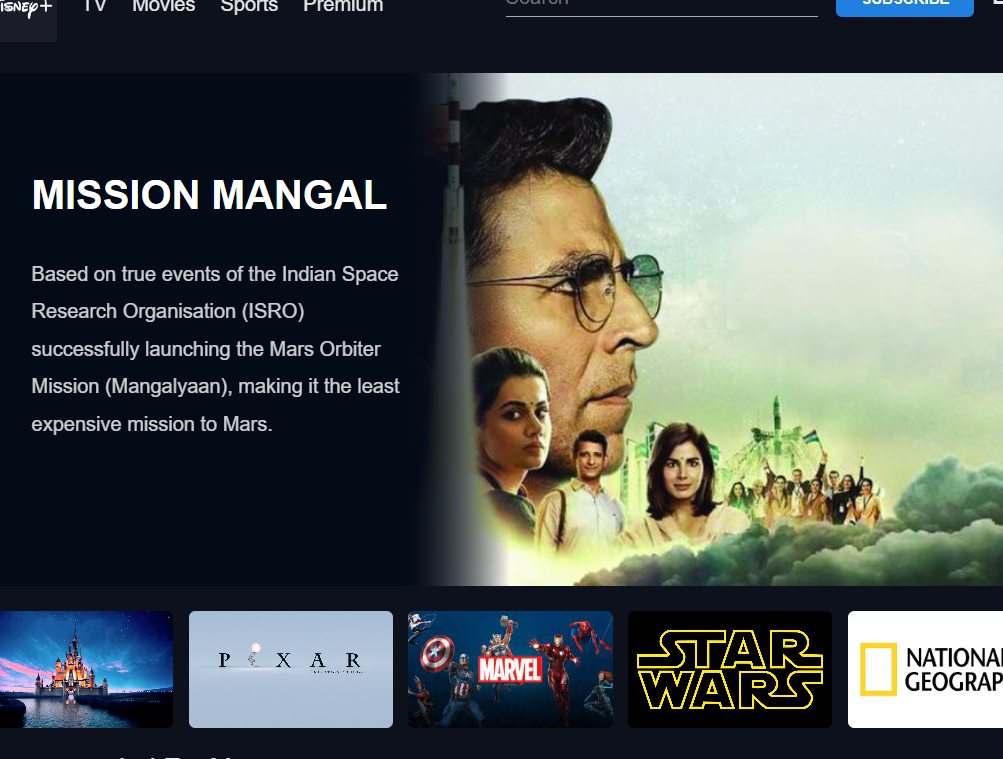 Disney+ TV Movies Sports Premium Search SUBSCRIBE
MISSION MANGAL
Based on true events of the Indian Space
Research Organisation (ISRO)
successfully launching the Mars Orbiter
Mission (Mangalyaan), making it the least
expensive mission to Mars.
PIXAR
MARVEL
STAR
WARS
NATIONAL
GEOGRAP